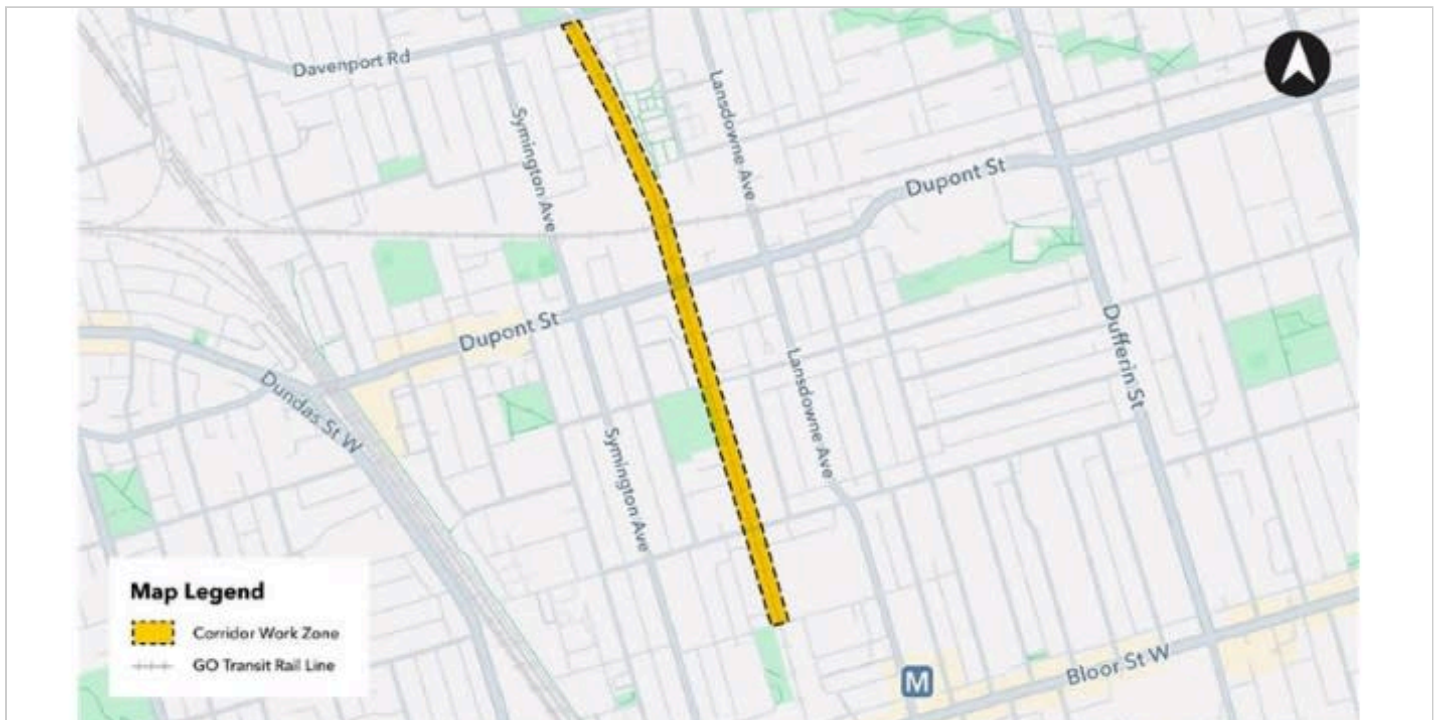 Davenport Rd
Symington Ave
Lansdowne Ave
Dupont St
Dupont St
Dundas St W
Dufferin St
Lansdowne Ave
Symington Ave
Map Legend
Corridor Work Zone
GO Transit Rail Line
M
Bloor St W